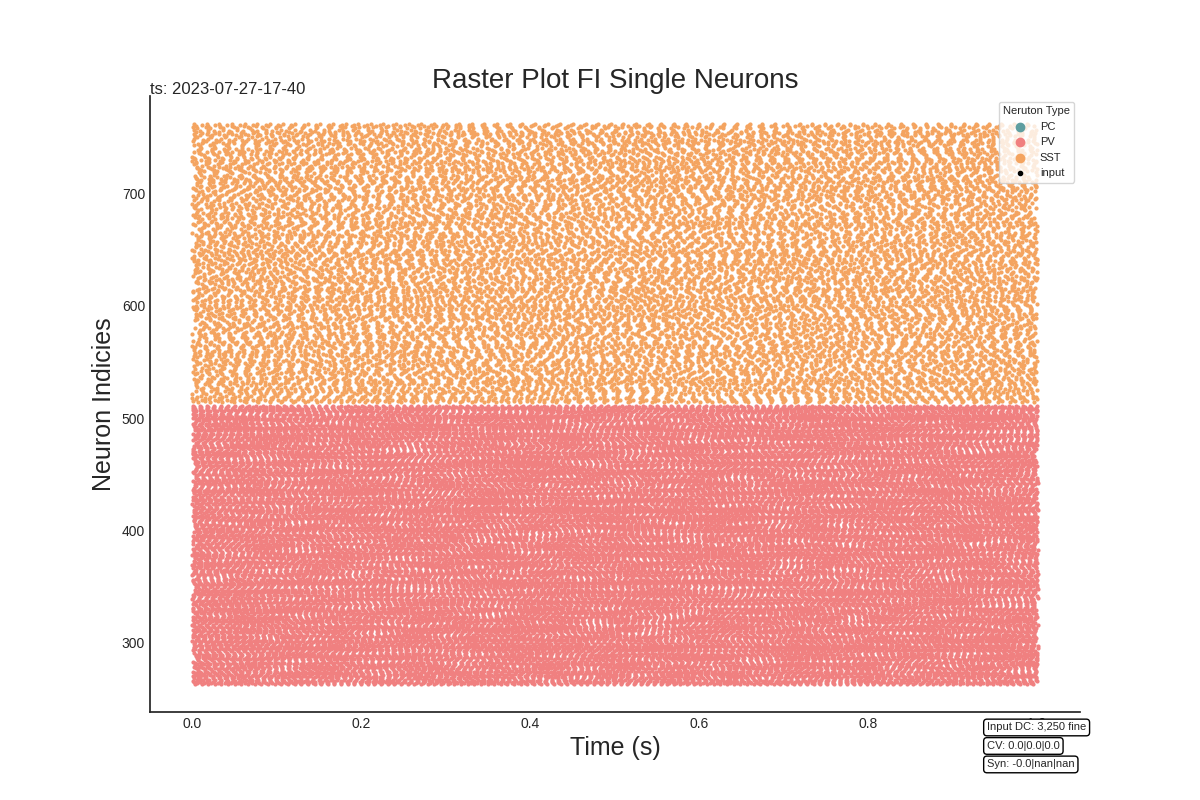 Raster Plot FI Single Neurons
ts: 2023-07-27-17-40
Neruton Type
PC
PV
SST
input
Neuron Indicies
700
600
500
400
300
0.0 0.2 0.4 0.6 0.8
Time (s)
Input DC: 3,250 fine
CV: 0.0|0.0|0.0
Syn: -0.0|nan|nan